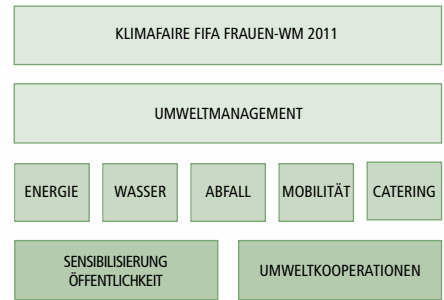 KLIMAFAIRE FIFA FRAUEN-WM 2011
UMWELTMANAGEMENT
ENERGIE WASSER ABFALL MOBILITÄT CATERING
SENSIBILISIERUNG
ÖFFENTLICHKEIT
UMWELTKOOPERATIONEN